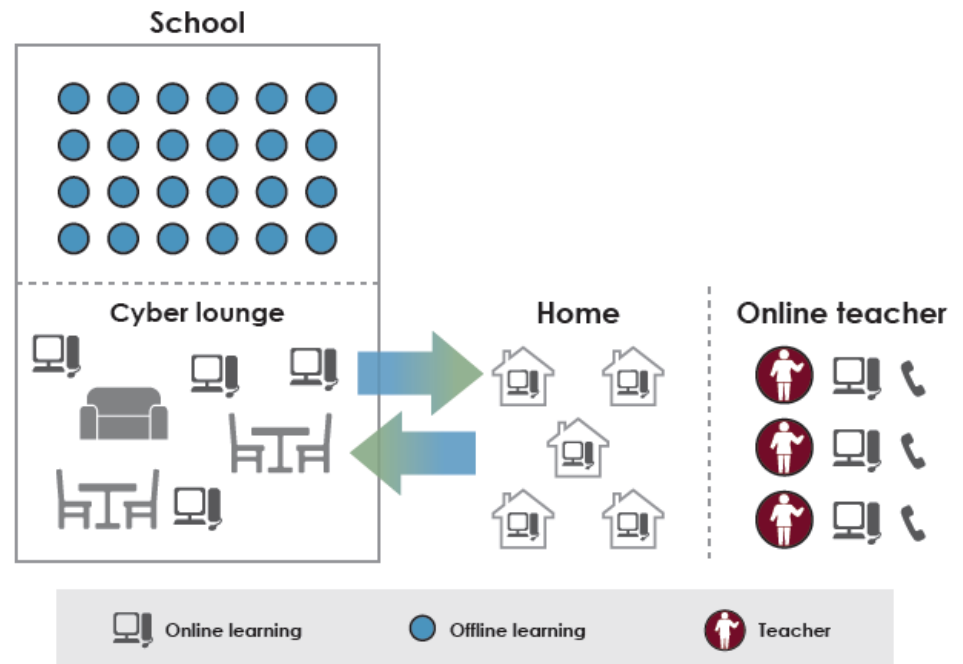 School
Cyber lounge
Home
Online teacher
Online learning
Offline learning
Teacher